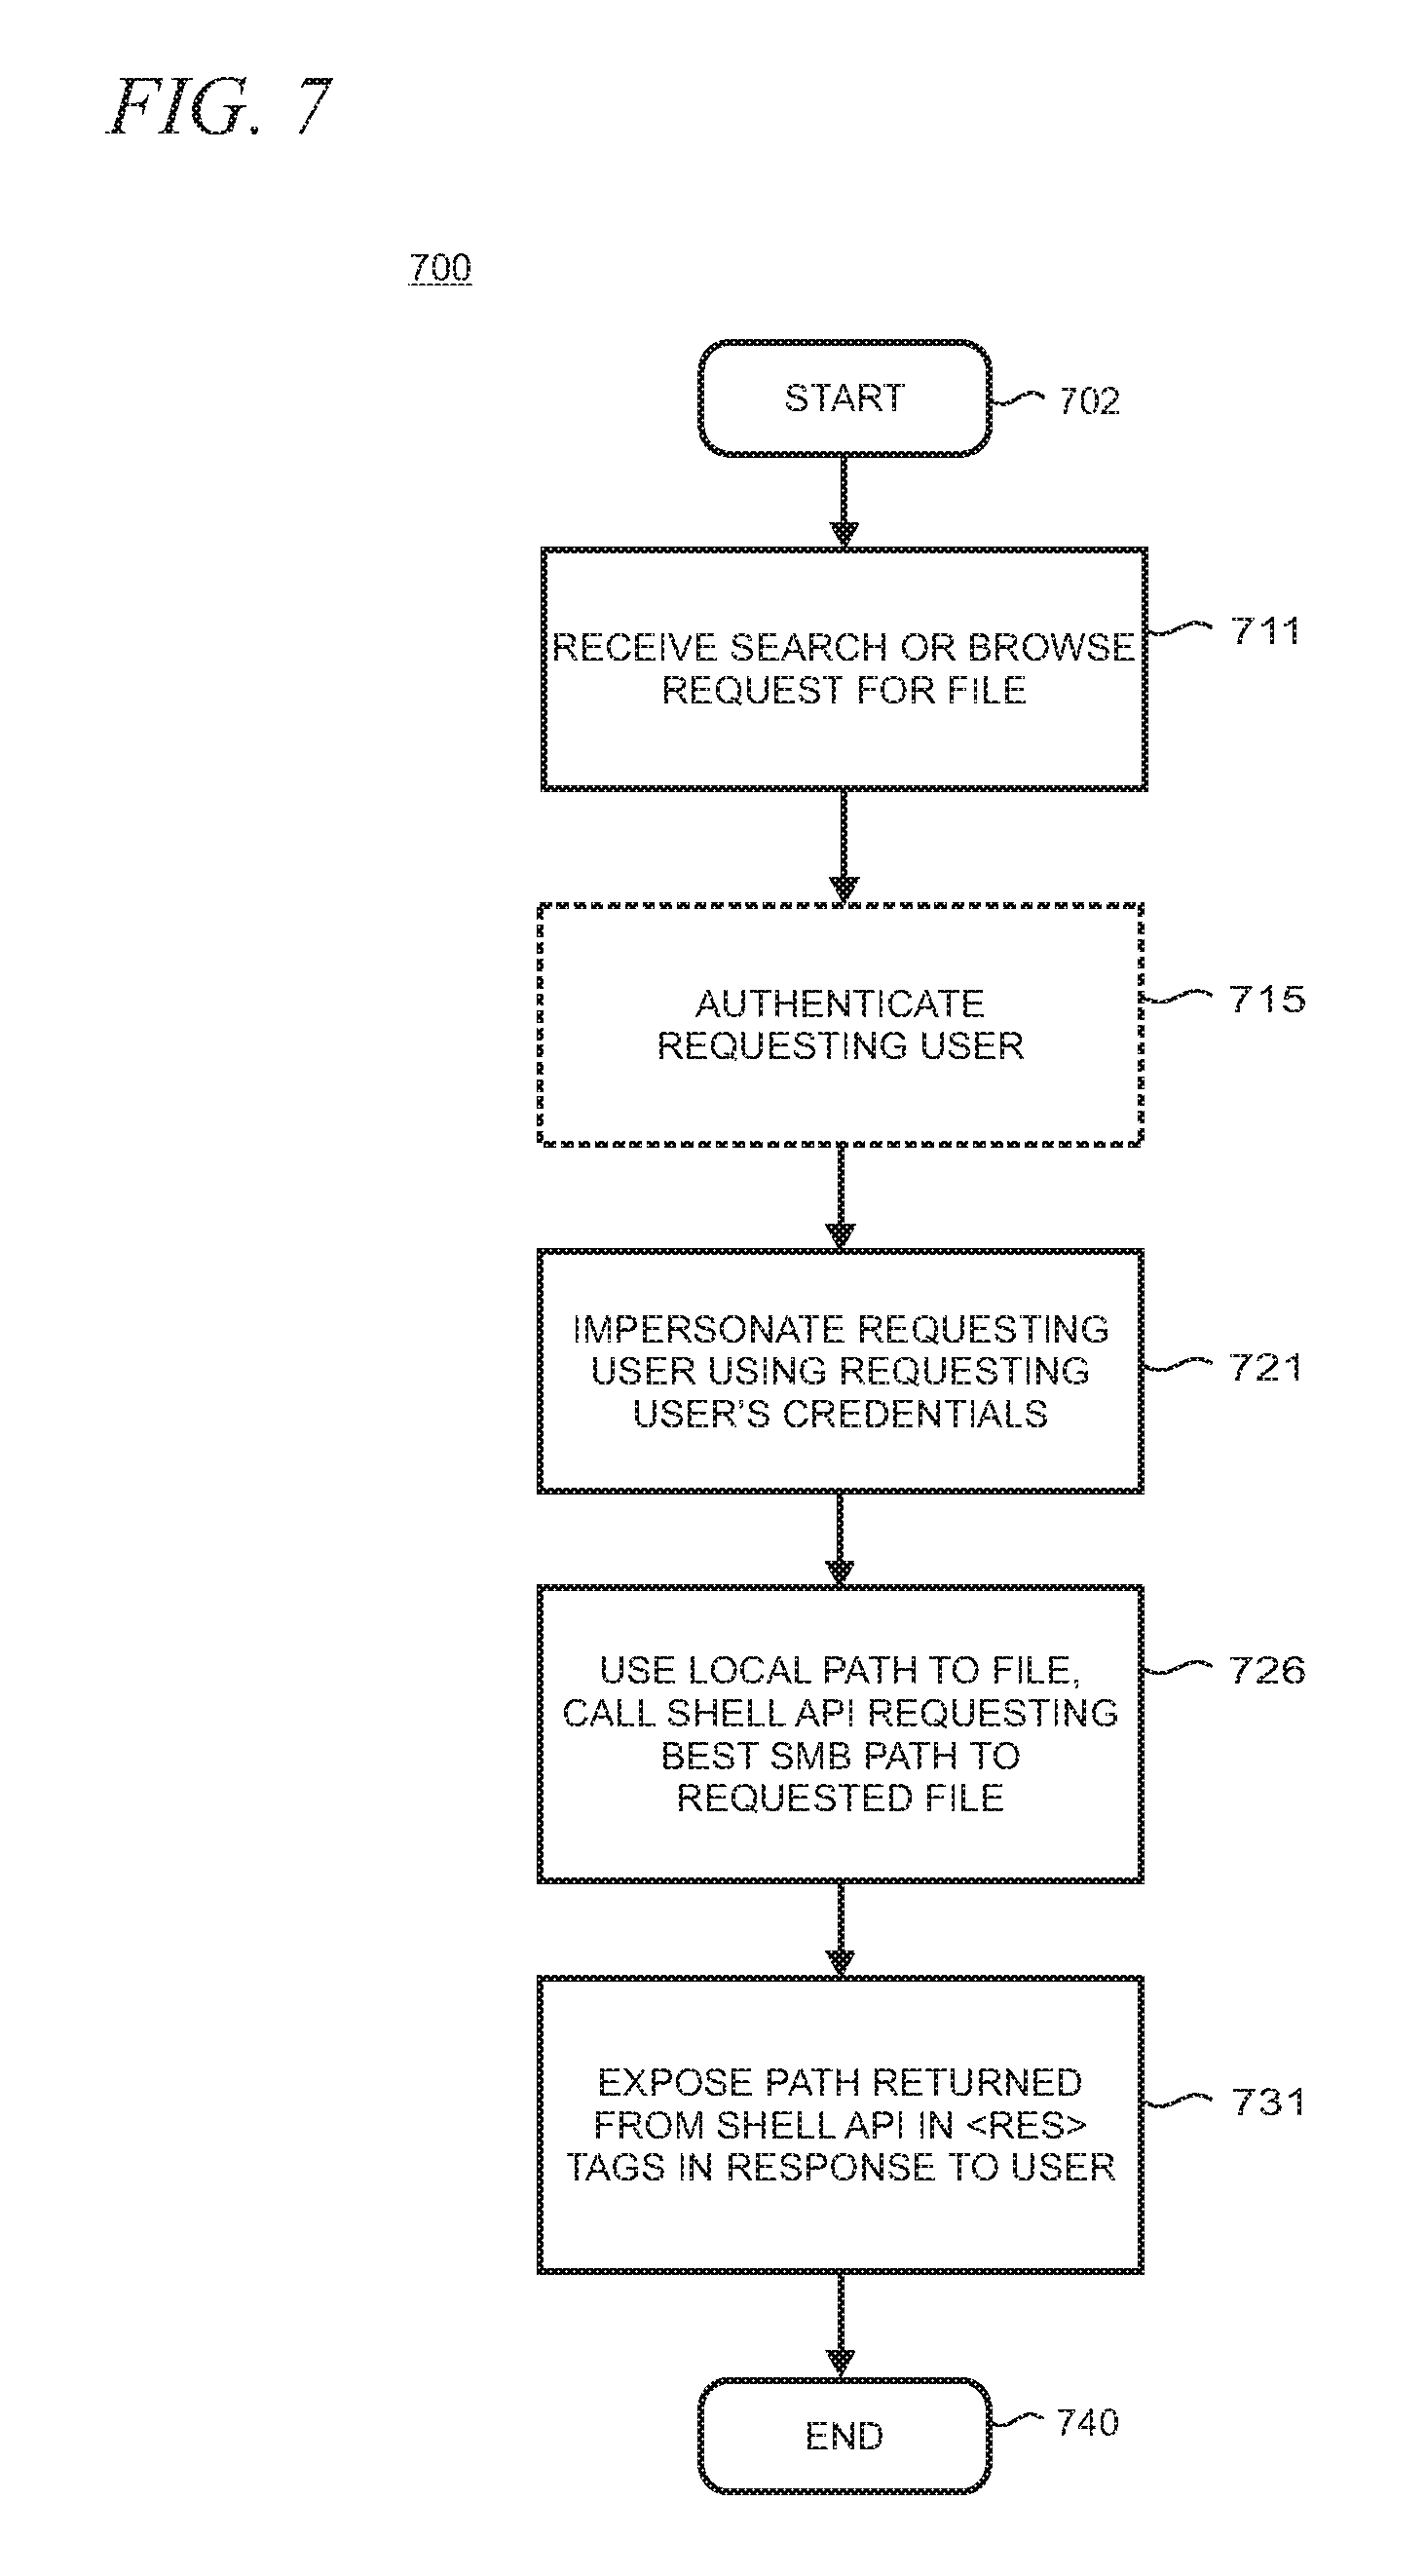 FIG. 7
700
START
702
RECEIVE SEARCH OR BROWSE
REQUEST FOR FILE
711
AUTHENTICATE
REQUESTING USER
715
IMPERSONATE REQUESTING
USER USING REQUESTING
USER'S CREDENTIALS
721
USE LOCAL PATH TO FILE,
CALL SHELL API REQUESTING
BEST SMB PATH TO
REQUESTED FILE
726
EXPOSE PATH RETURNED
FROM SHELL API IN <RES>
TAGS IN RESPONSE TO USER
731
END
740